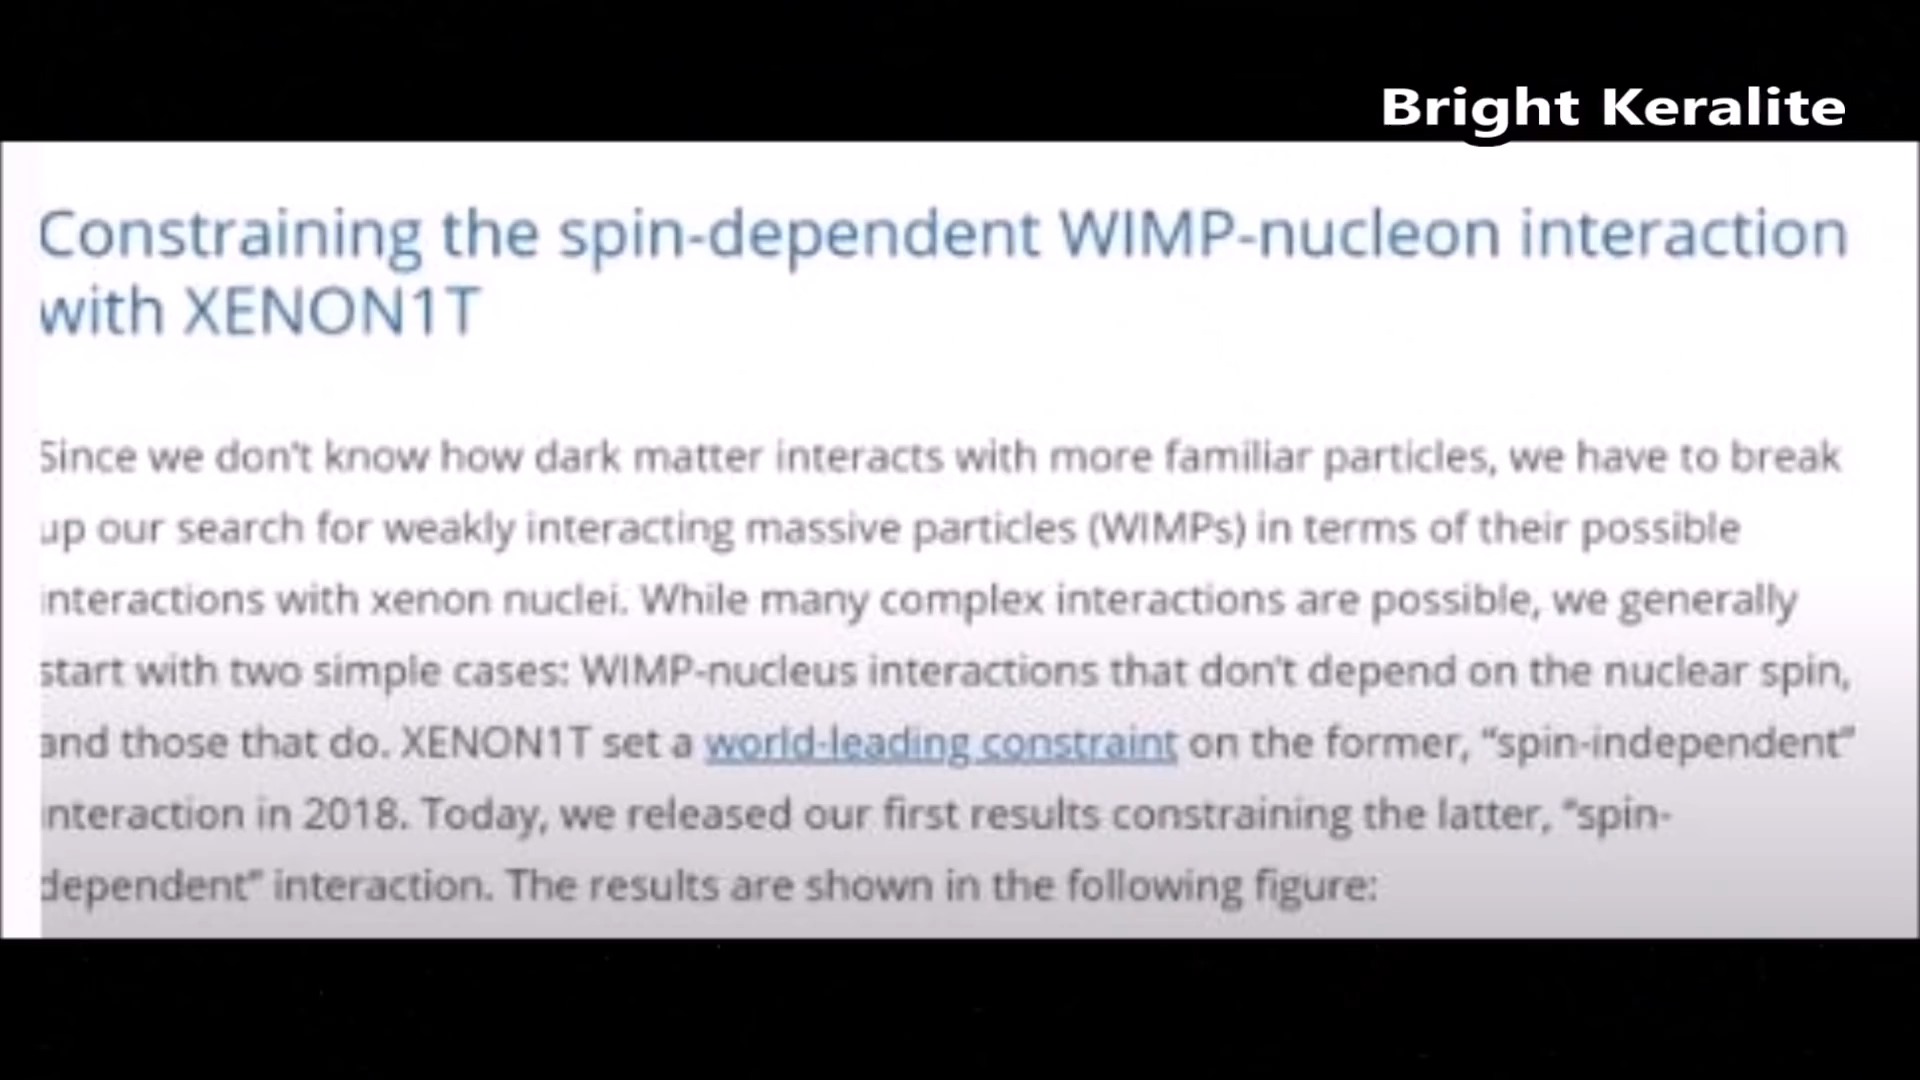 Bright Keralite
Constraining the spin-dependent WIMP-nucleon interaction
with XENON1T
Since we don't know how dark matter interacts with more familiar particles, we have to break
up our search for weakly interacting massive particles (WIMPs) in terms of their possible
interactions with xenon nuclei. While many complex interactions are possible, we generally
start with two simple cases: WIMP-nucleus interactions that don't depend on the nuclear spin,
and those that do. XENON1T set a world-leading constraint on the former, “spin-independent”
interaction in 2018. Today, we released our first results constraining the latter, “spin-
dependent” interaction. The results are shown in the following figure: